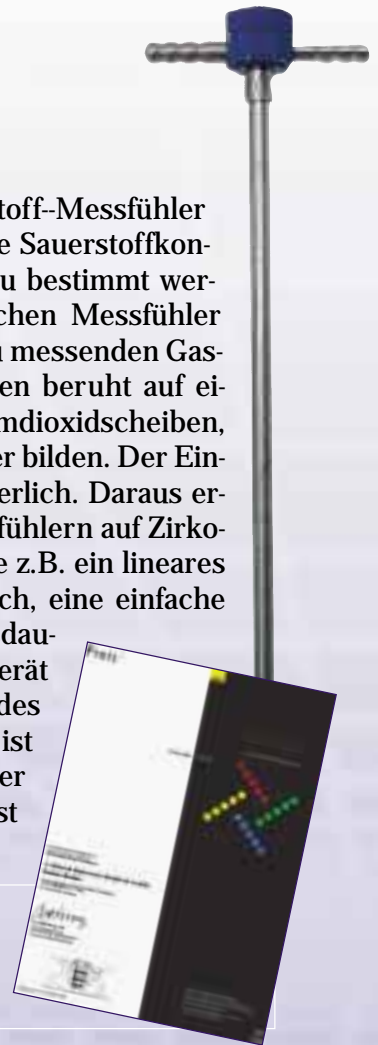 toff--Messfühler
e Sauerstoffkon-
u bestimmt wer-
chen Messfühler
u messenden Gas-
en beruht auf ei-
mdioxidscheiben,
er bilden. Der Ein-
erlich. Daraus er-
fühlern auf Zirko-
e z.B. ein lineares
ch, eine einfache
dau-
erät
des
ist
er
st